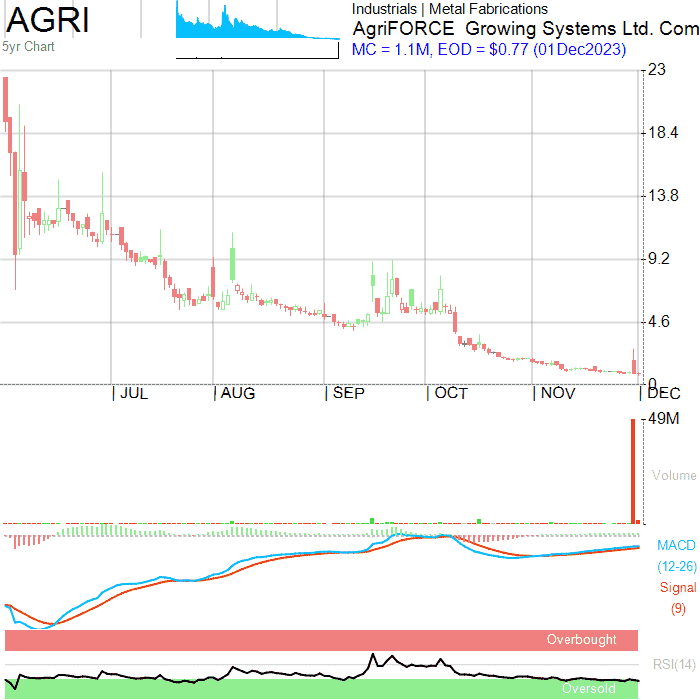 AGRI
5yr Chart
Industrials | Metal Fabrications
AgriFORCE Growing Systems Ltd. Com
MC = 1.1M, EOD = $0.77 (01Dec2023)
23
18.4
13.8
9.2
4.6
0
| JUL | AUG | SEP | OCT | NOV | DEC
49M
Volume
MACD
(12-26)
Signal
(9)
Overbought
RSI(14)
Oversold